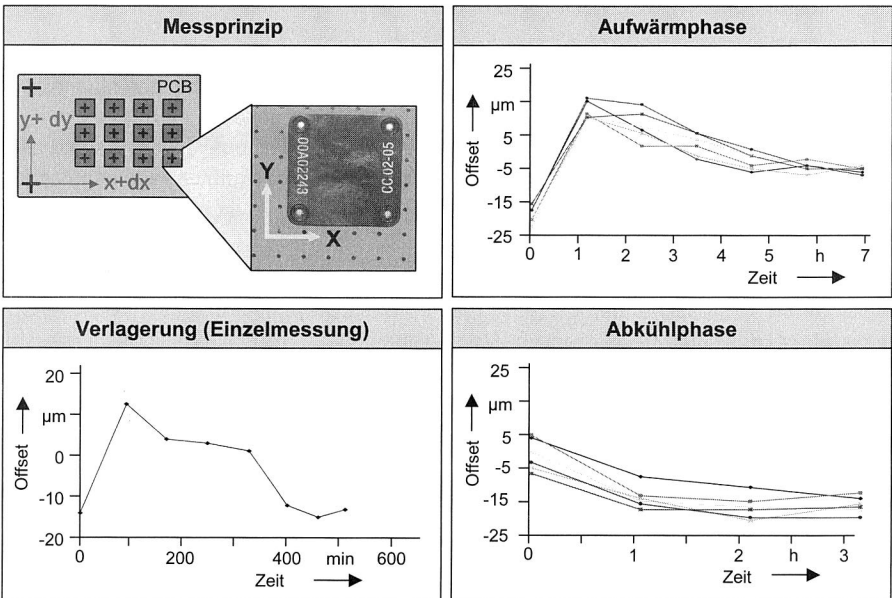 Messprinzip
PCB
y+ dy
x+dx
00A02243
CC.02-05
Y
X
Aufwärmphase
25
µm
5
-5
-15
-25
Offset
0 1 2 3 4 5 h 7
Zeit
Verlagerung (Einzelmessung)
20
µm
0
-10
-20
Offset
0 200 400 min 600
Zeit
Abkühlphase
25
µm
5
-5
-15
-25
Offset
0 1 2 h 3
Zeit